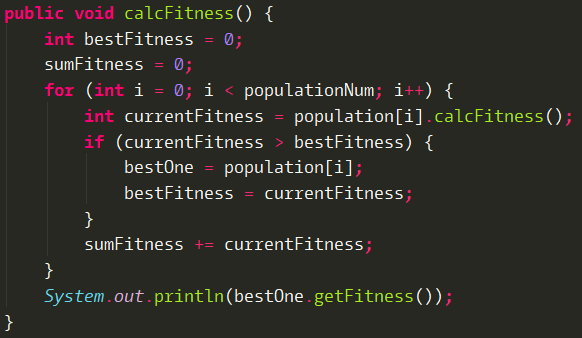 public void calcFitness() {
    int bestFitness = 0;
    sumFitness = 0;
    for (int i = 0; i < populationNum; i++) {
        int currentFitness = population[i].calcFitness();
        if (currentFitness > bestFitness) {
            bestOne = population[i];
            bestFitness = currentFitness;
        }
        sumFitness += currentFitness;
    }
    System.out.println(bestOne.getFitness());
}